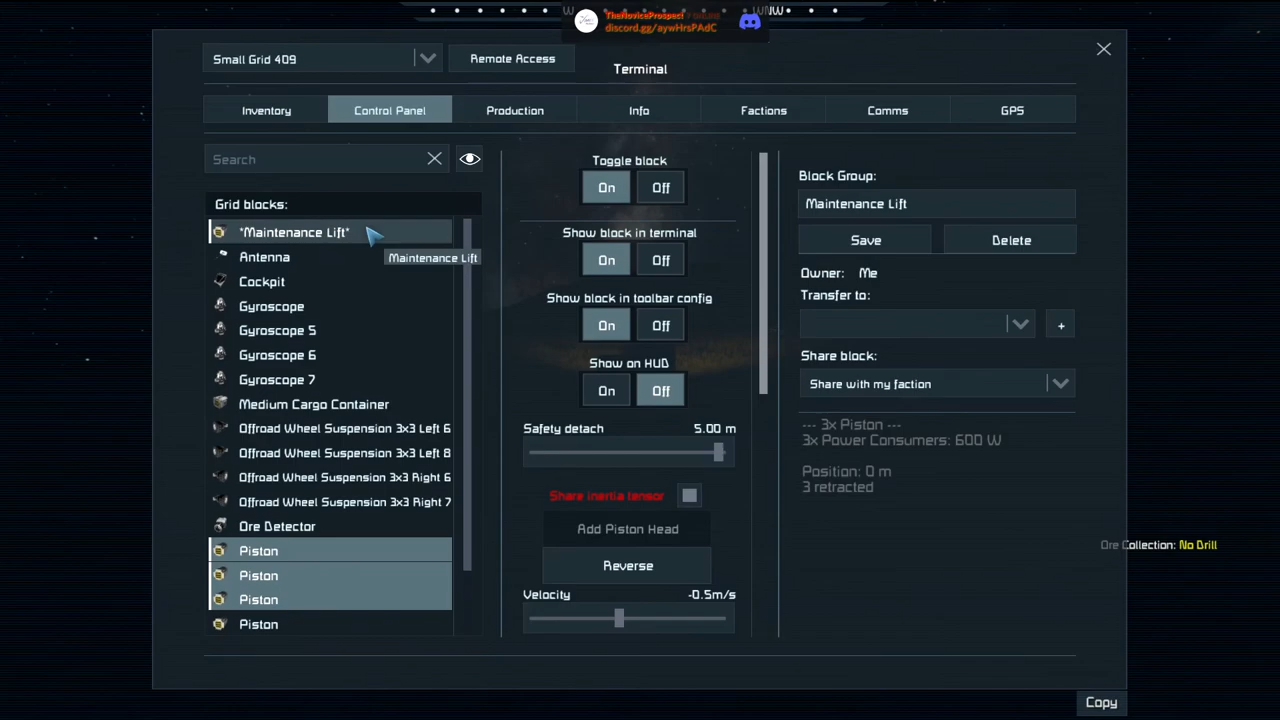 W
WNW
TheNoviceProspect
discord.gg/aywHrsPAdC
Small Grid 409
Remote Access
Terminal
Inventory
Control Panel
Production
Info
Factions
Comms
GPS
Search
Grid blocks:
*Maintenance Lift*
Maintenance Lift
Antenna
Cockpit
Gyroscope
Gyroscope 5
Gyroscope 6
Gyroscope 7
Medium Cargo Container
Offroad Wheel Suspension 3x3 Left 6
Offroad Wheel Suspension 3x3 Left 8
Offroad Wheel Suspension 3x3 Right 6
Offroad Wheel Suspension 3x3 Right 7
Ore Detector
Piston
Piston
Piston
Piston
Toggle block
On Off
Show block in terminal
On Off
Show block in toolbar config
On Off
Show on HUD
On Off
Safety detach 5.00 m
Share inertia tensor
Add Piston Head
Reverse
Velocity -0.5m/s
Block Group:
Maintenance Lift
Save Delete
Owner: Me
Transfer to:
+
Share block:
Share with my faction
--- 3x Piston ---
3x Power Consumers: 600 W
Position: 0 m
3 retracted
Ore Collection: No Drill
Copy